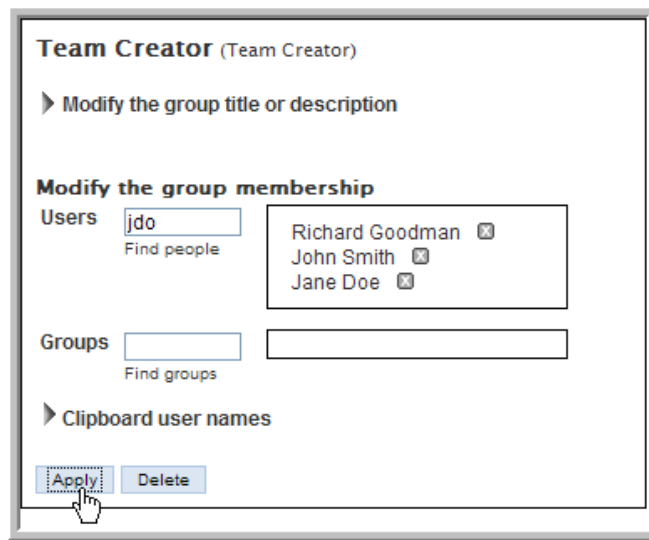 Team Creator (Team Creator)
Modify the group title or description
Modify the group membership
Users jdo
Find people
Richard Goodman
John Smith
Jane Doe
Groups
Find groups
Clipboard user names
Apply Delete